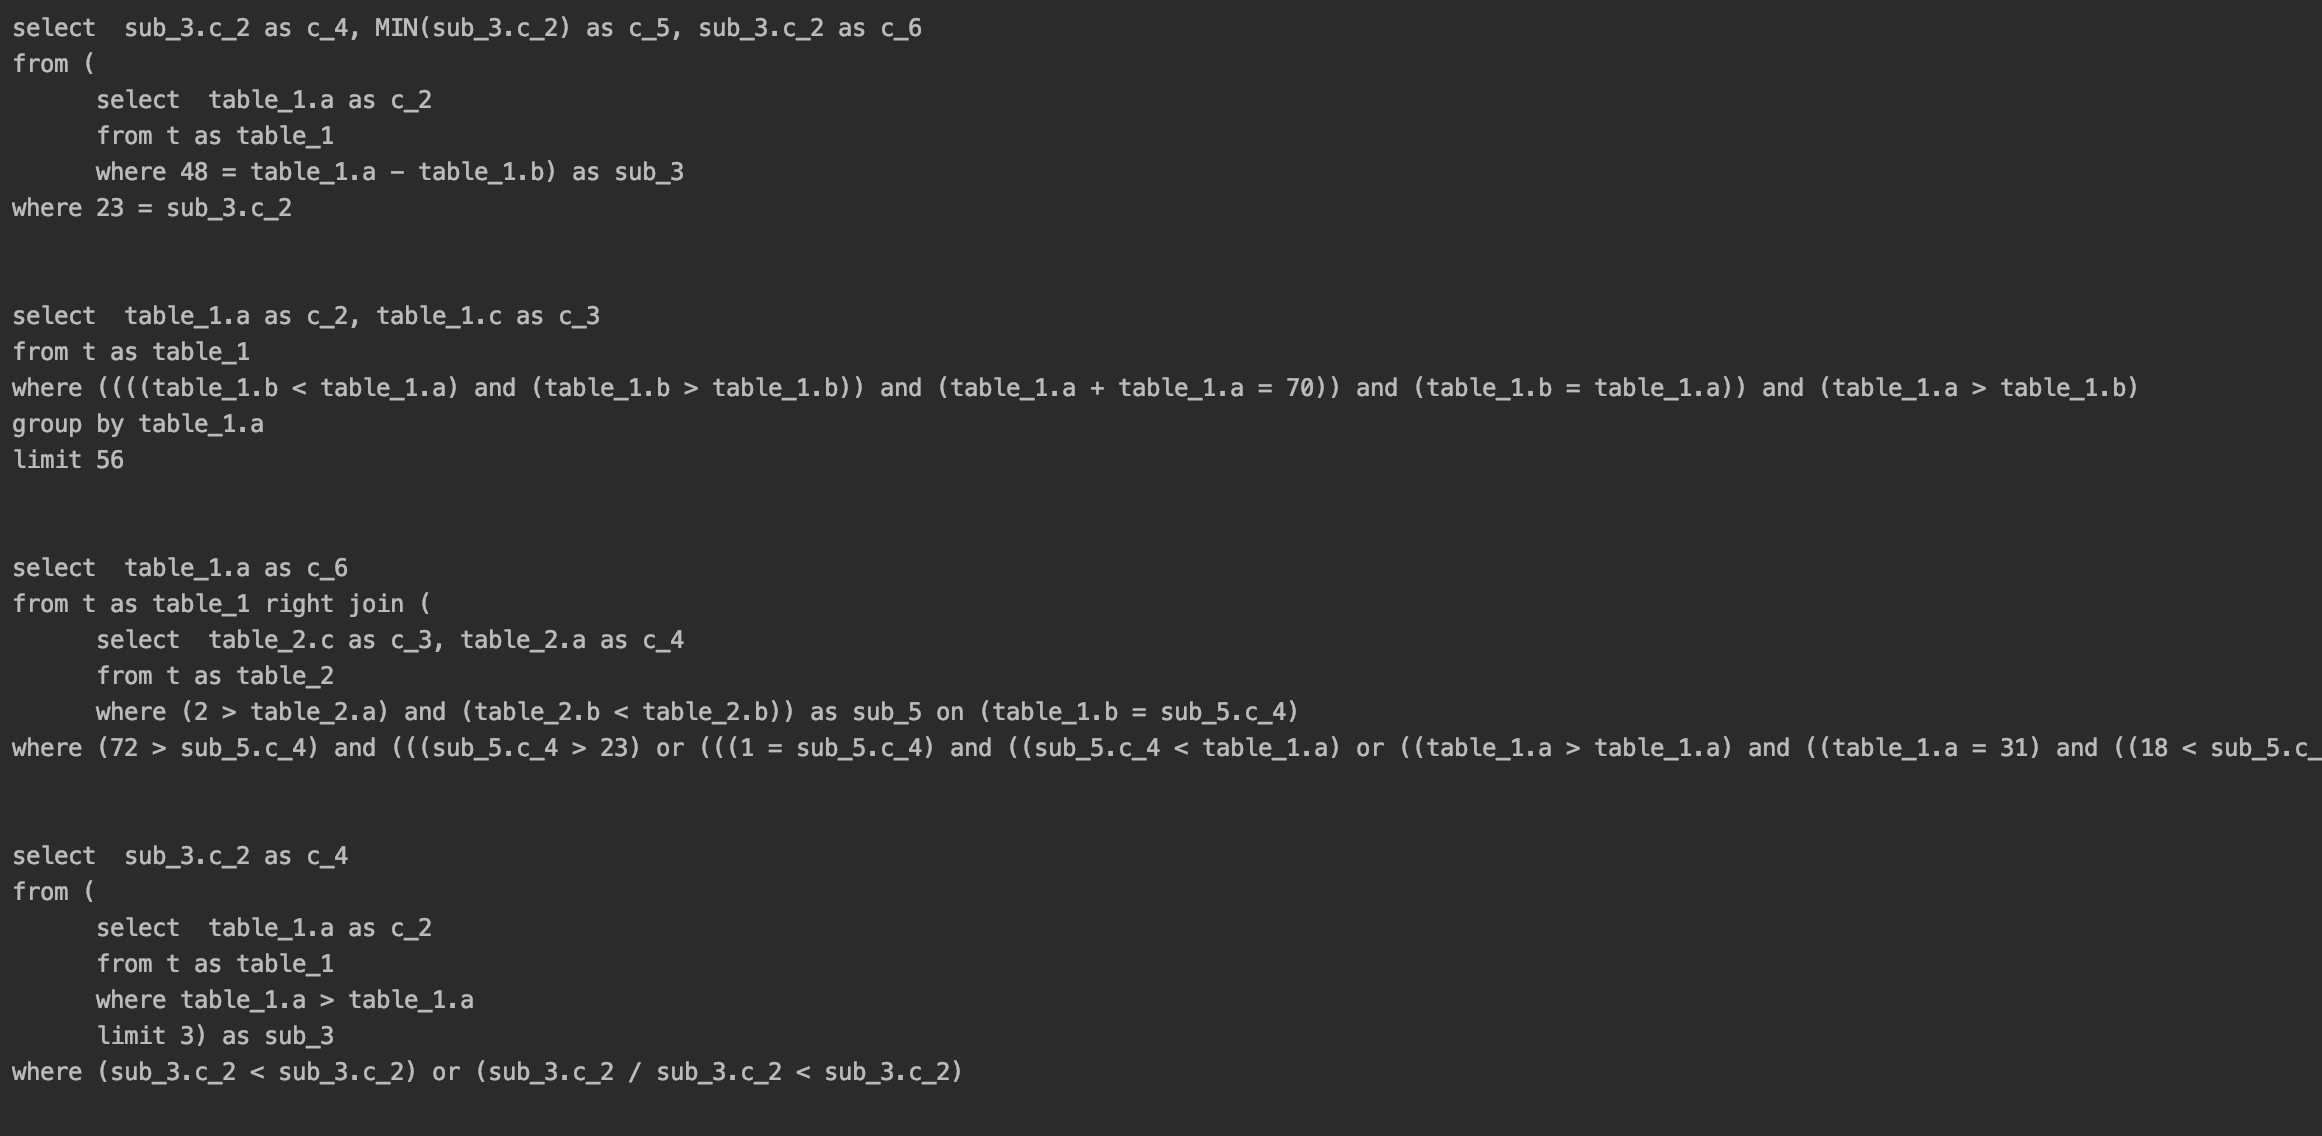 select  sub_3.c_2 as c_4, MIN(sub_3.c_2) as c_5, sub_3.c_2 as c_6
from (
      select  table_1.a as c_2
      from t as table_1
      where 48 = table_1.a - table_1.b) as sub_3
where 23 = sub_3.c_2
select  table_1.a as c_2, table_1.c as c_3
from t as table_1
where ((((table_1.b < table_1.a) and (table_1.b > table_1.b)) and (table_1.a + table_1.a = 70)) and (table_1.b = table_1.a)) and (table_1.a > table_1.b)
group by table_1.a
limit 56
select  table_1.a as c_6
from t as table_1 right join (
      select  table_2.c as c_3, table_2.a as c_4
      from t as table_2
      where (2 > table_2.a) and (table_2.b < table_2.b)) as sub_5 on (table_1.b = sub_5.c_4)
where (72 > sub_5.c_4) and (((sub_5.c_4 > 23) or (((1 = sub_5.c_4) and ((sub_5.c_4 < table_1.a) or ((table_1.a > table_1.a) and ((table_1.a = 31) and ((18 < sub_5.c_
select  sub_3.c_2 as c_4
from (
      select  table_1.a as c_2
      from t as table_1
      where table_1.a > table_1.a
      limit 3) as sub_3
where (sub_3.c_2 < sub_3.c_2) or (sub_3.c_2 / sub_3.c_2 < sub_3.c_2)